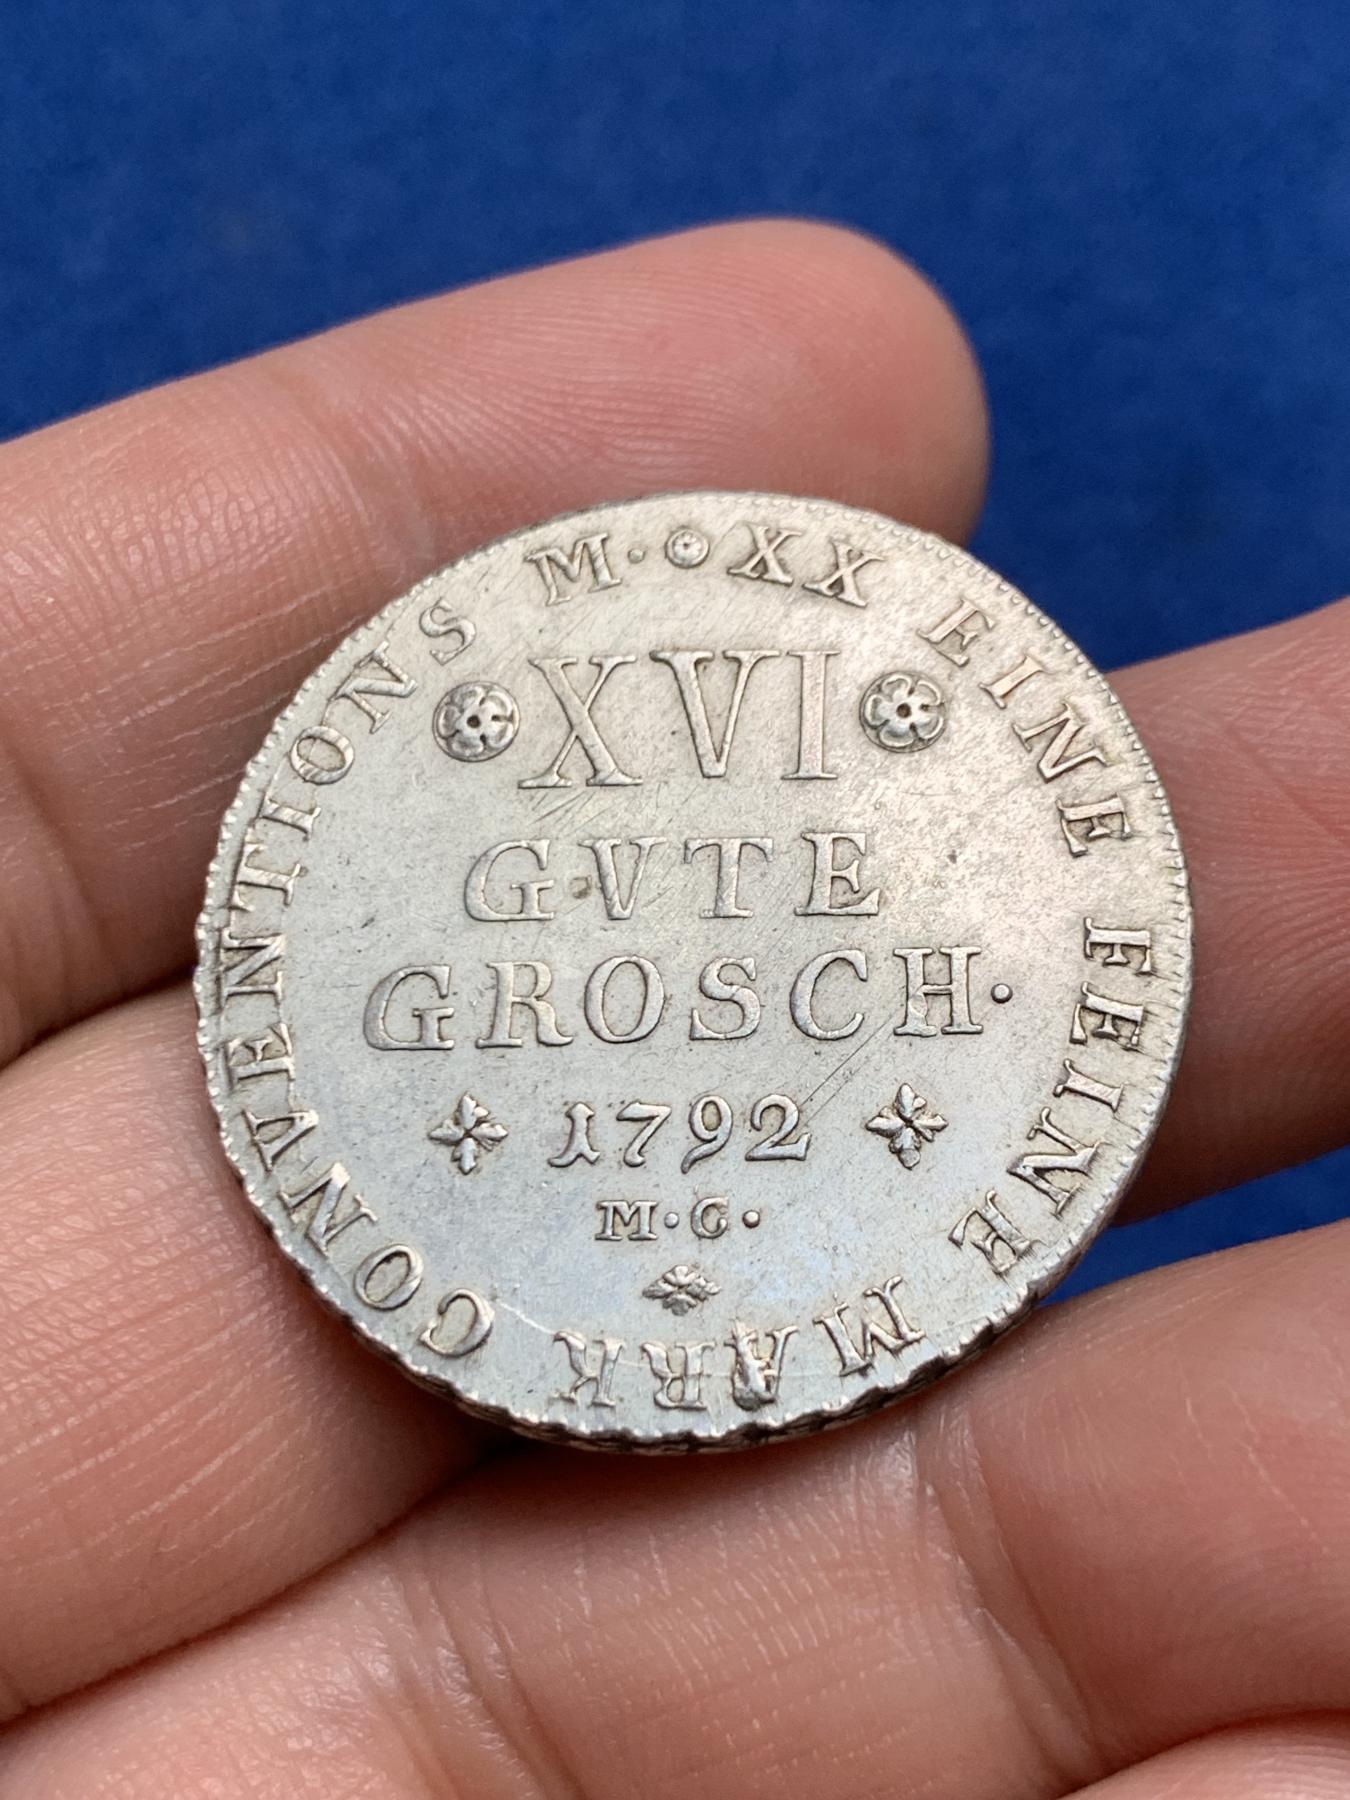 XX EINE FEINE MARK CONVENTIONS M·
XVI
GVTE
GROSCH·
1792
M·C·